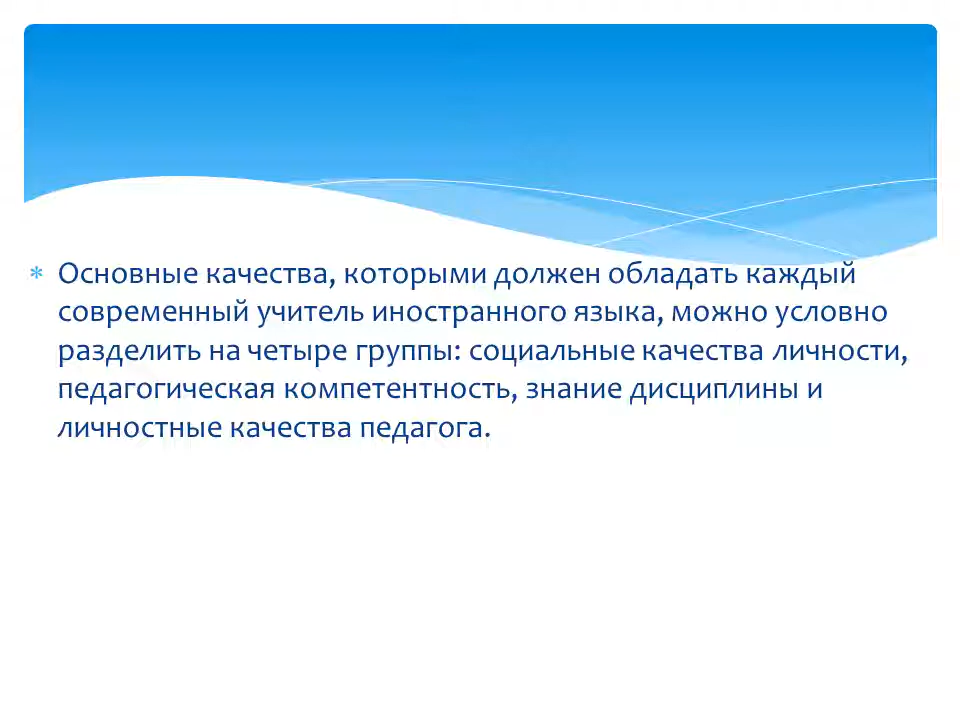 * Основные качества, которыми должен обладать каждый
современный учитель иностранного языка, можно условно
разделить на четыре группы: социальные качества личности,
педагогическая компетентность, знание дисциплины и
личностные качества педагога.